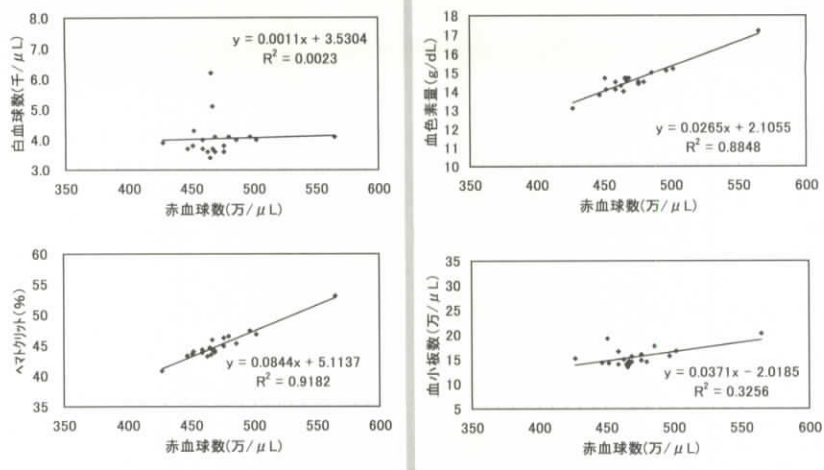 8.0
7.0
6.0
5.0
4.0
3.0
白血球数(千/μL)
y = 0.0011x + 3.5304
R² = 0.0023
350 400 450 500 550 600
赤血球数(万/μL)
18
17
16
15
14
13
12
11
10
血色素量(g/dL)
y = 0.0265x + 2.1055
R² = 0.8848
350 400 450 500 550 600
赤血球数(万/μL)
60
55
50
45
40
35
ヘマトクリット(%)
y = 0.0844x + 5.1137
R² = 0.9182
350 400 450 500 550 600
赤血球数(万/μL)
35
30
25
20
15
10
5
血小板数(万/μL)
y = 0.0371x − 2.0185
R² = 0.3256
350 400 450 500 550 600
赤血球数(万/μL)